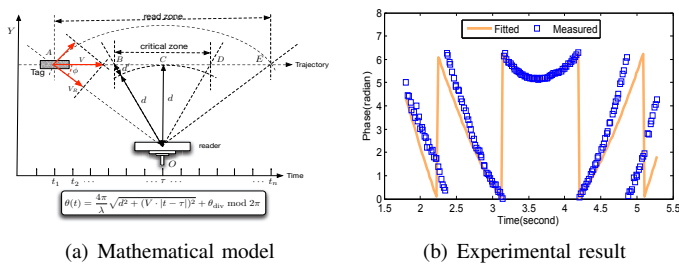 Y
read zone
critical zone
A
V
B
C
D
E
Trajectory
Tag
ϕ
d'
V_R
d
d
reader
O
Time
t_1
t_2
···
··· τ ···
··· ···
t_n
θ(t) = 4π/λ √(d² + (V · |t − τ|)²) + θ_div mod 2π
(a) Mathematical model
Fitted
Measured
Phase(radian)
8
7
6
5
4
3
2
1
0
1.5
2
2.5
3
3.5
4
4.5
5
5.5
Time(second)
(b) Experimental result